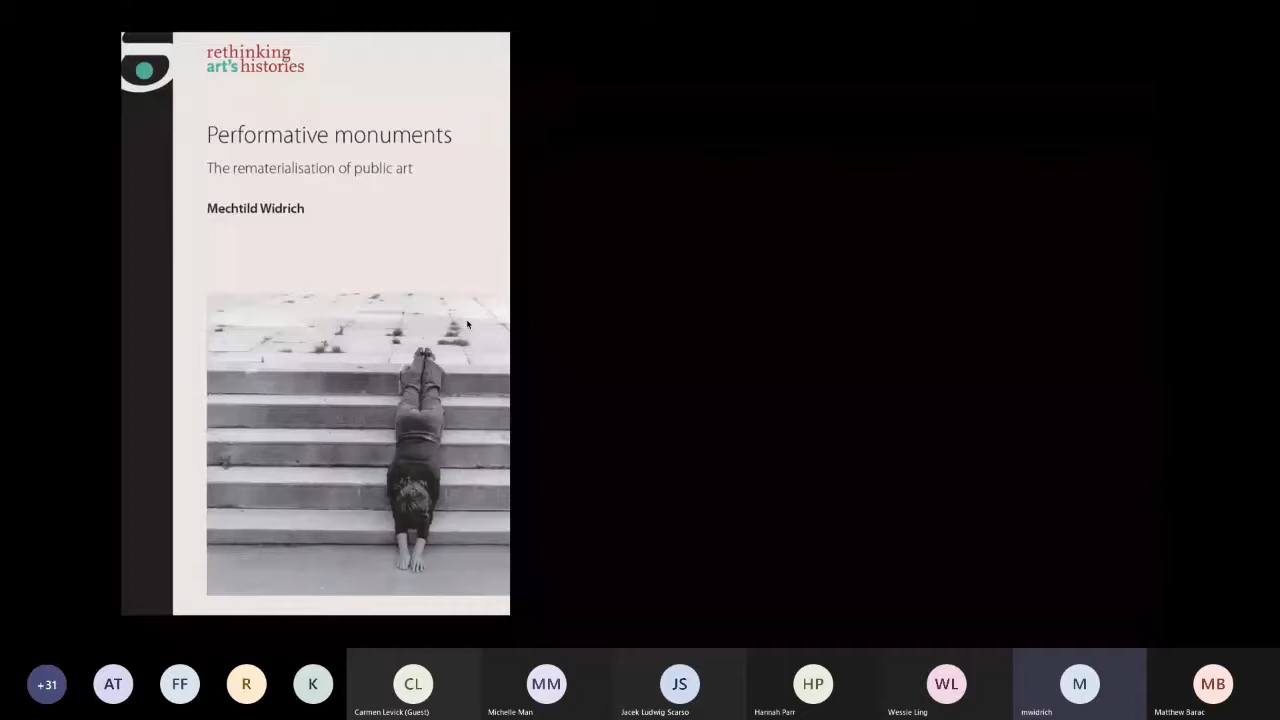 rethinking
art's histories
Performative monuments
The rematerialisation of public art
Mechtild Widrich
+31
AT
FF
R
K
CL
MM
JS
HP
WL
M
MB
Carmen Levick (Guest)
Michelle Man
Jacek Ludwig Scarso
Hannah Parr
Wessie Ling
mwidrich
Matthew Barac